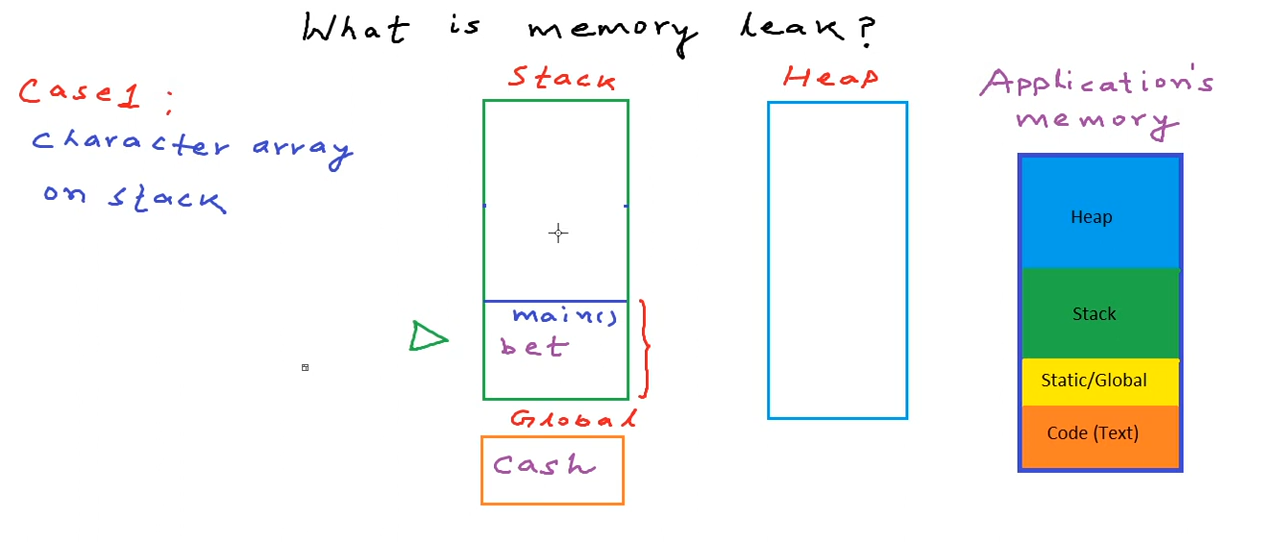 What is memory leak?
Case1 :
character array
on stack
Stack
main()
bet
Global
cash
Heap
Application's
memory
Heap
Stack
Static/Global
Code (Text)